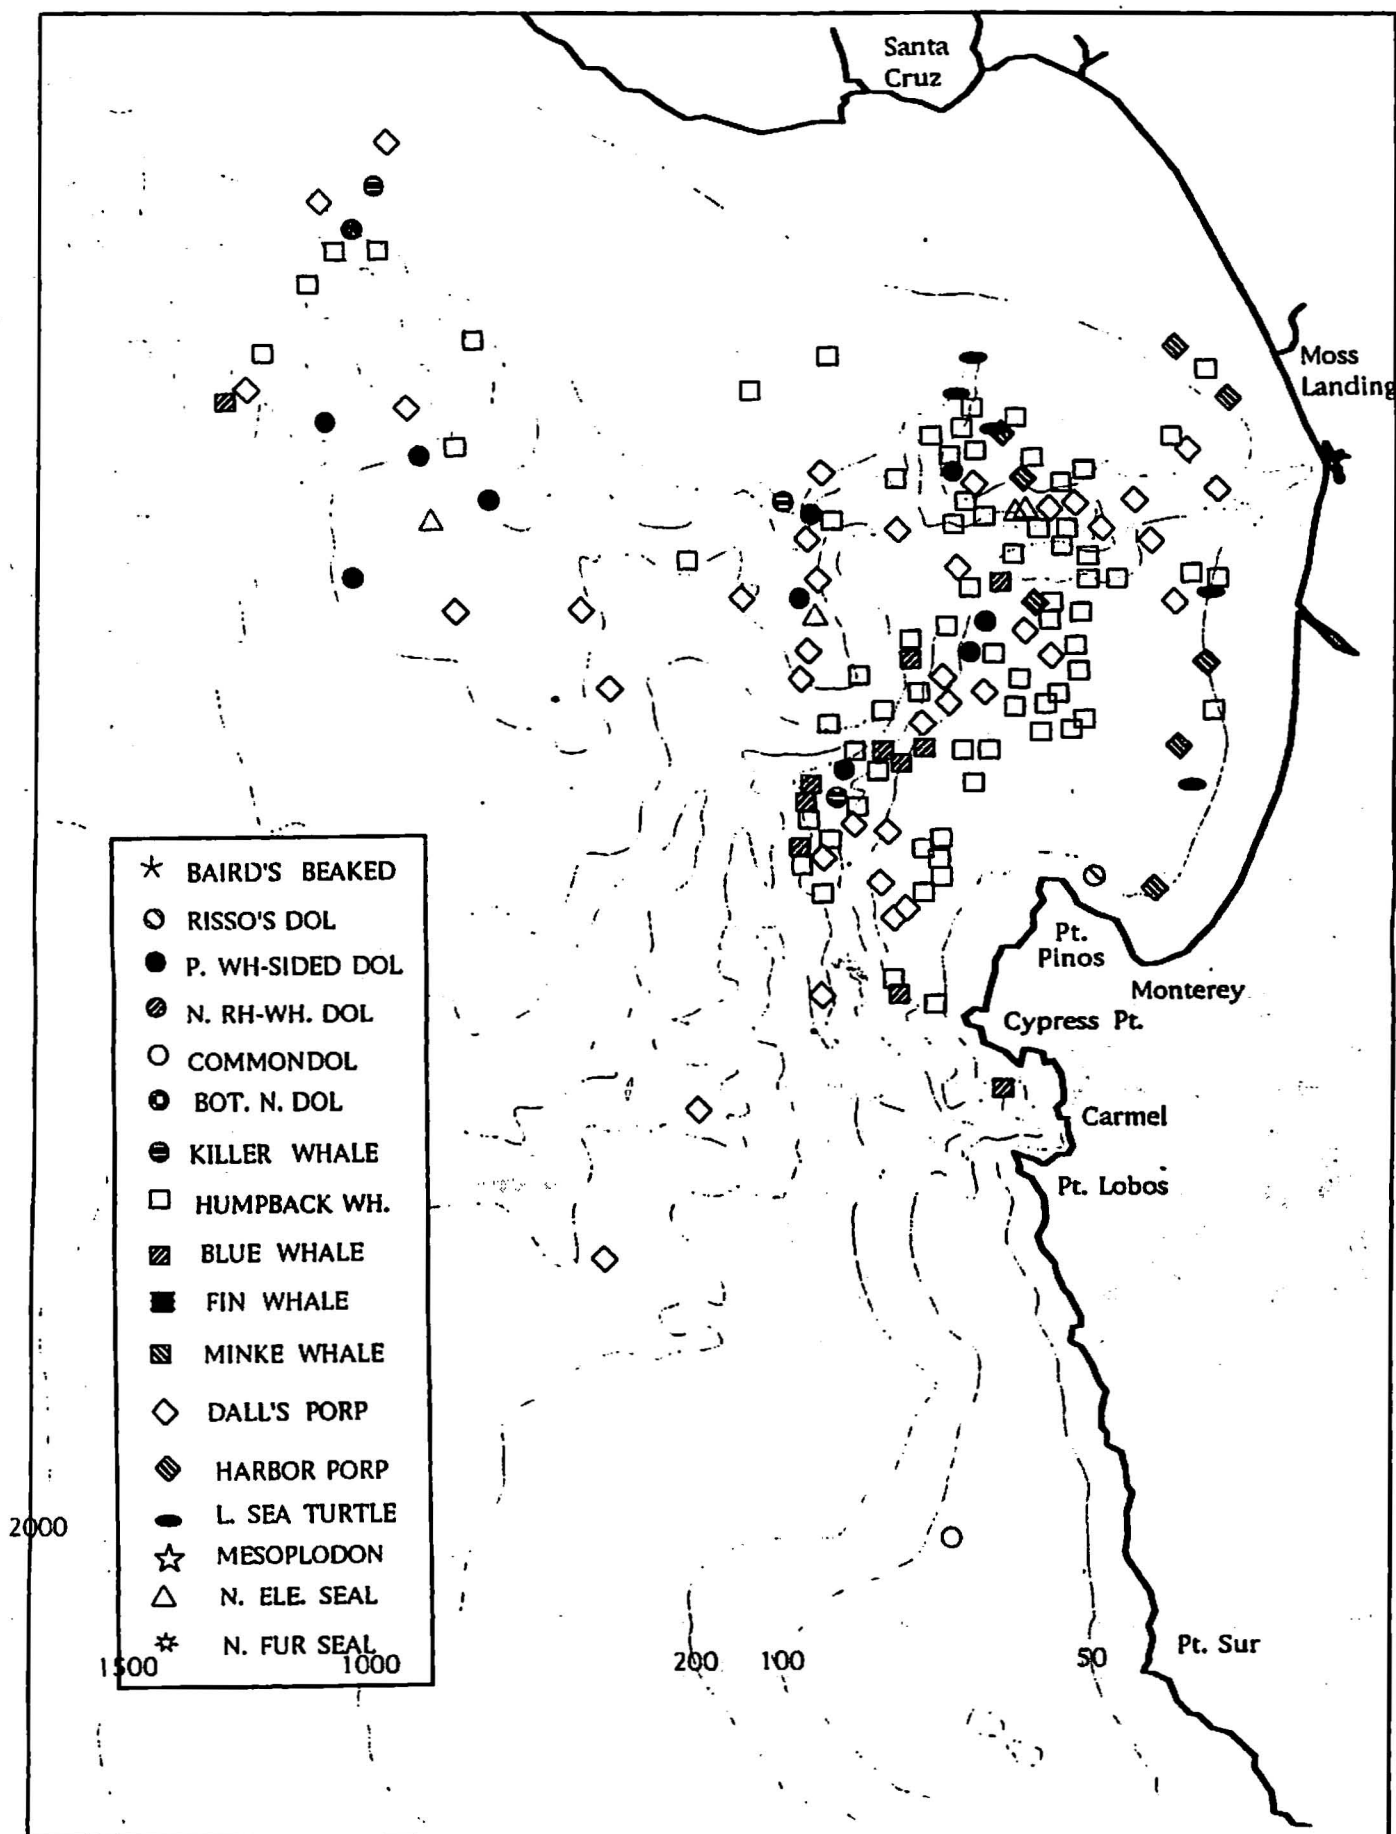 Santa
Cruz
Moss
Landing
Pt.
Pinos
Monterey
Cypress Pt.
Carmel
Pt. Lobos
Pt. Sur
BAIRD'S BEAKED
RISSO'S DOL
P. WH-SIDED DOL
N. RH-WH. DOL
COMMON DOL
BOT. N. DOL
KILLER WHALE
HUMPBACK WH.
BLUE WHALE
FIN WHALE
MINKE WHALE
DALL'S PORP
HARBOR PORP
L. SEA TURTLE
MESOPLODON
N. ELE. SEAL
N. FUR SEAL
2000
1500
1000
200
100
50